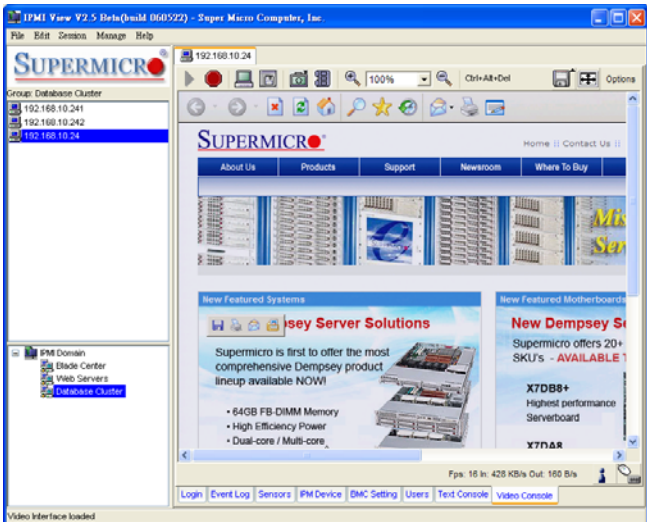 IPMI View V2.5 Beta(build 060522) - Super Micro Computer, Inc.
File Edit Session Manage Help
SUPERMICR
Group: Database Cluster
192.168.10.241
192.168.10.242
192.168.10.24
IPMI Domain
Blade Center
Web Servers
Database Cluster
192.168.10.24
100%
Ctrl+Alt+Del
Options
SUPERMICR
Home :: Contact Us ::
About Us Products Support Newsroom Where To Buy
Mis
Ser
New Featured Systems
sey Server Solutions
Supermicro is first to offer the most
comprehensive Dempsey product
lineup available NOW!
• 64GB FB-DIMM Memory
• High Efficiency Power
• Dual-core / Multi-core
New Featured Motherboards
New Dempsey Se
Supermicro offers 20+
SKU's - AVAILABLE T
X7DB8+
Highest performance
Serverboard
X7DA8
Fps: 16 In: 428 KB/s Out: 160 B/s
Login Event Log Sensors IPM Device BMC Setting Users Text Console Video Console
Video Interface loaded